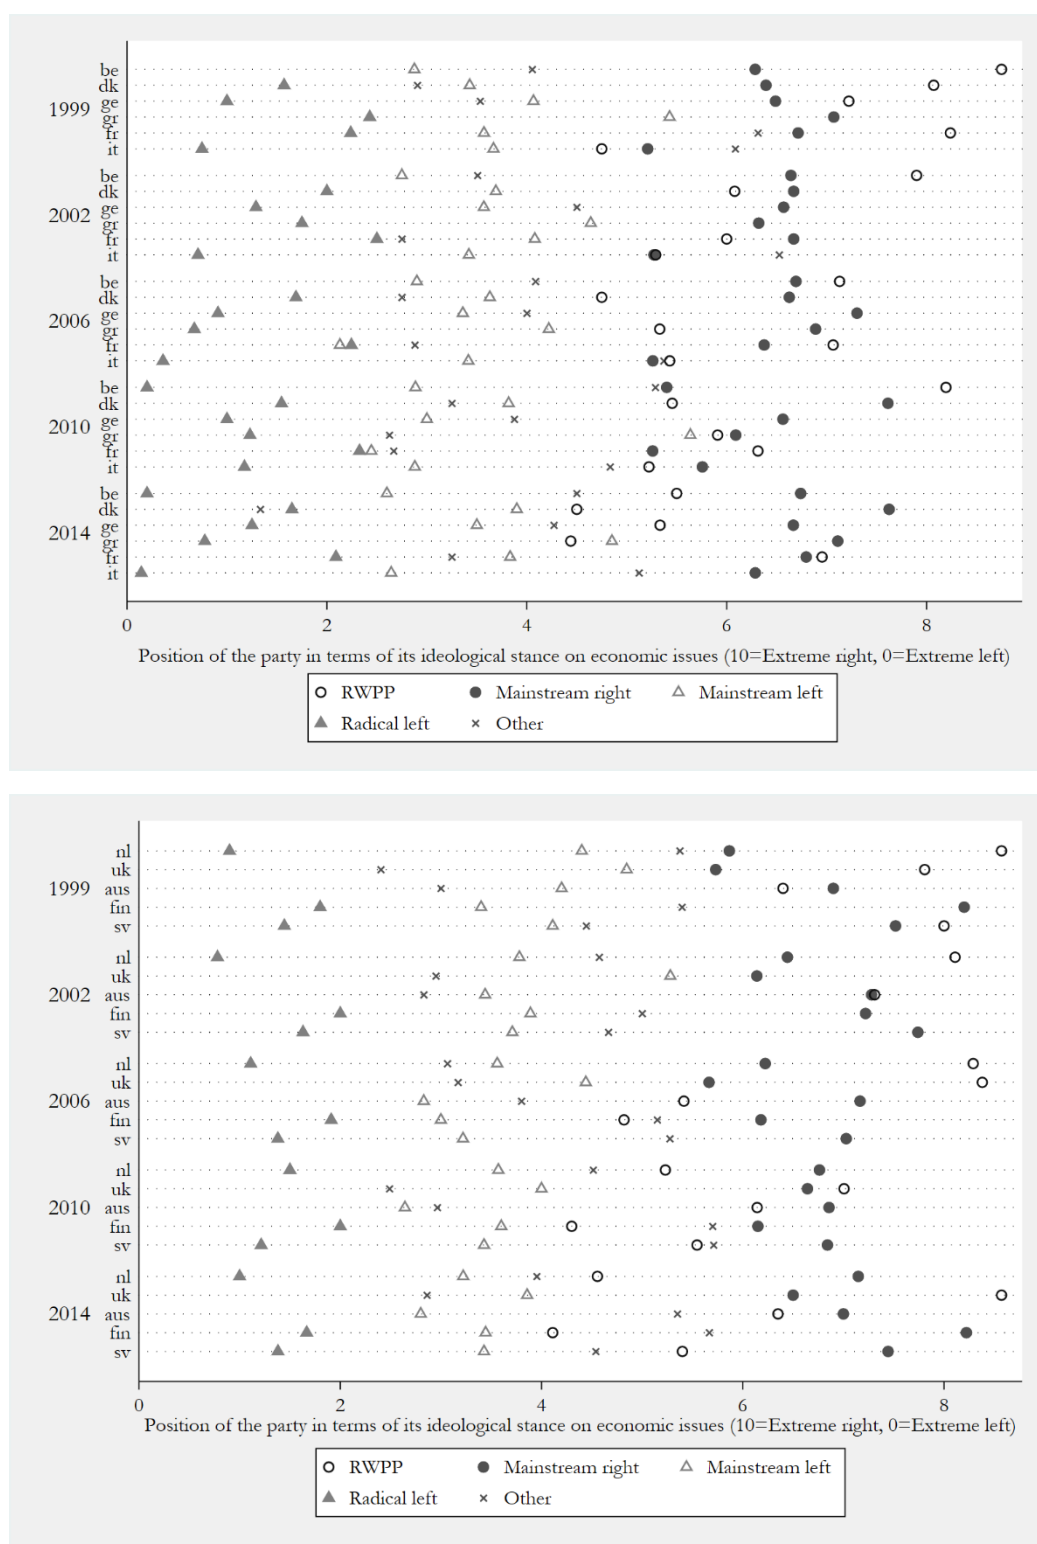 be
dk
1999 ge
gr
fr
it
be
dk
2002 ge
gr
fr
it
be
dk
2006 ge
gr
fr
it
be
dk
2010 ge
gr
fr
it
be
dk
2014 ge
gr
fr
it
0 2 4 6 8
Position of the party in terms of its ideological stance on economic issues (10=Extreme right, 0=Extreme left)
RWPP Mainstream right Mainstream left
Radical left Other
nl
uk
1999 aus
fin
sv
nl
uk
2002 aus
fin
sv
nl
uk
2006 aus
fin
sv
nl
uk
2010 aus
fin
sv
nl
uk
2014 aus
fin
sv
0 2 4 6 8
Position of the party in terms of its ideological stance on economic issues (10=Extreme right, 0=Extreme left)
RWPP Mainstream right Mainstream left
Radical left Other